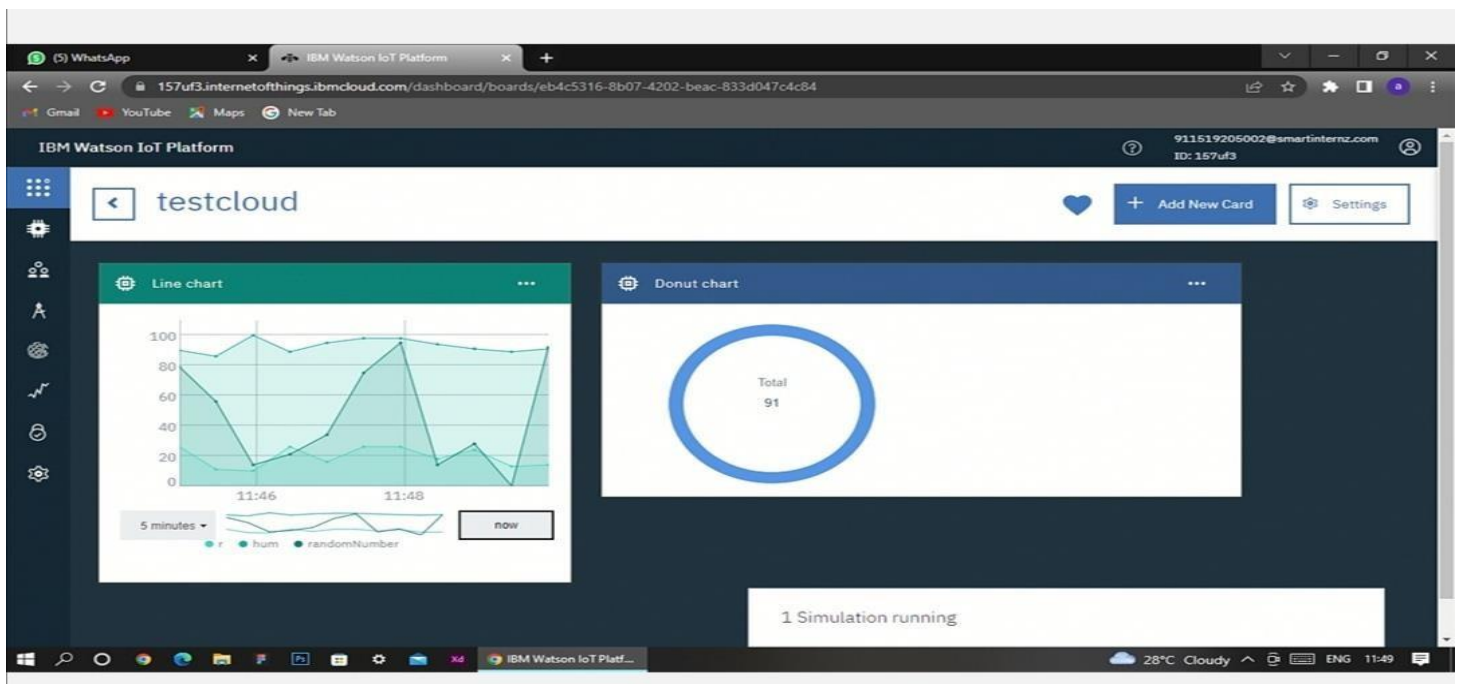 (5) WhatsApp
IBM Watson IoT Platform
157uf3.internetofthings.ibmcloud.com/dashboard/boards/eb4c5316-8b07-4202-beac-833d047c4c84
Gmail YouTube Maps New Tab
IBM Watson IoT Platform
911519205002@smartinternz.com
ID: 157uf3
testcloud
Add New Card
Settings
Line chart
Donut chart
100
80
60
40
20
0
11:46 11:48
5 minutes
now
r hum randomNumber
Total
91
1 Simulation running
Ps
Xd
IBM Watson IoT Platf...
28°C Cloudy
ENG
11:49